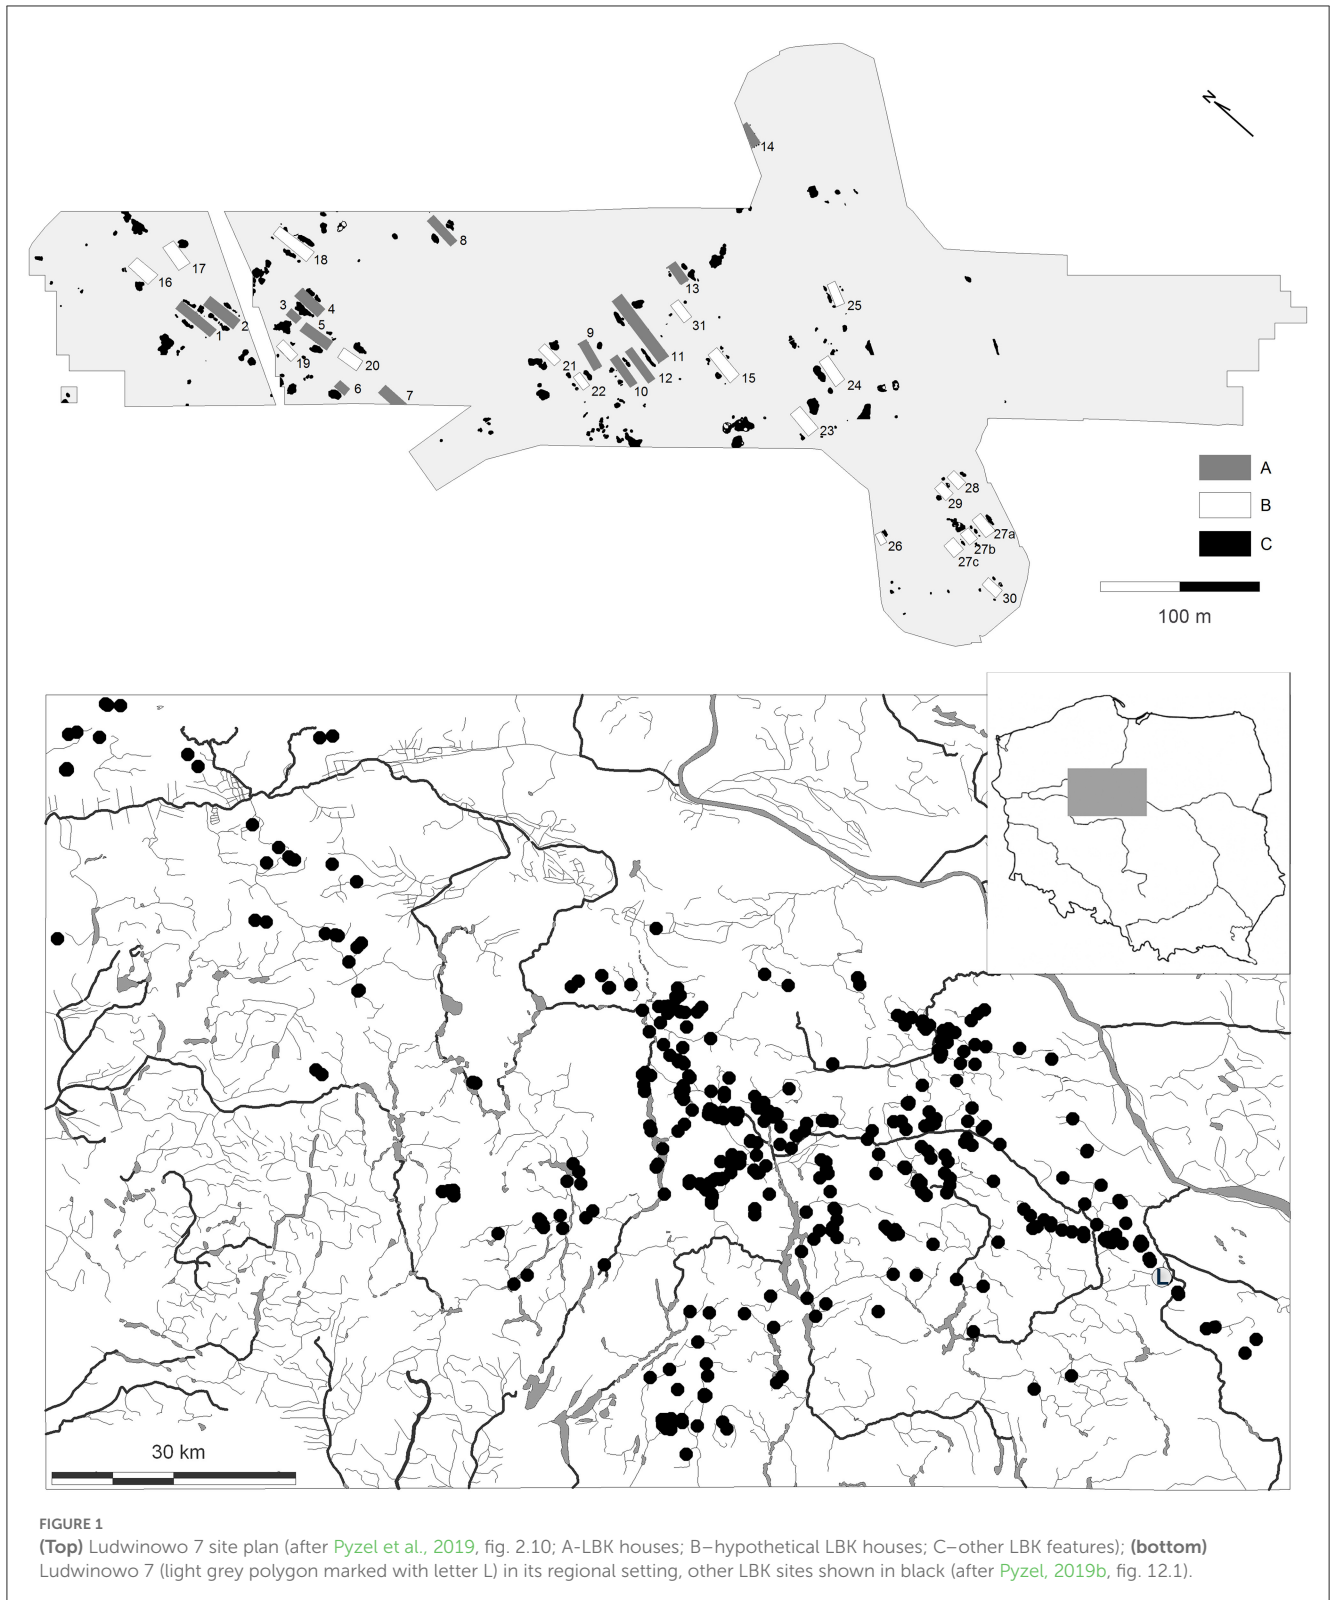 N
14
8
18
17
16
13
25
3
4
2
31
1
5
9
11
19
20
21
12
15
24
22
10
6
7
23
A
28
B
29
27a
C
26
27b
27c
30
100 m
L
30 km
FIGURE 1
(Top) Ludwinowo 7 site plan (after Pyzel et al., 2019, fig. 2.10; A-LBK houses; B–hypothetical LBK houses; C–other LBK features); (bottom)
Ludwinowo 7 (light grey polygon marked with letter L) in its regional setting, other LBK sites shown in black (after Pyzel, 2019b, fig. 12.1).